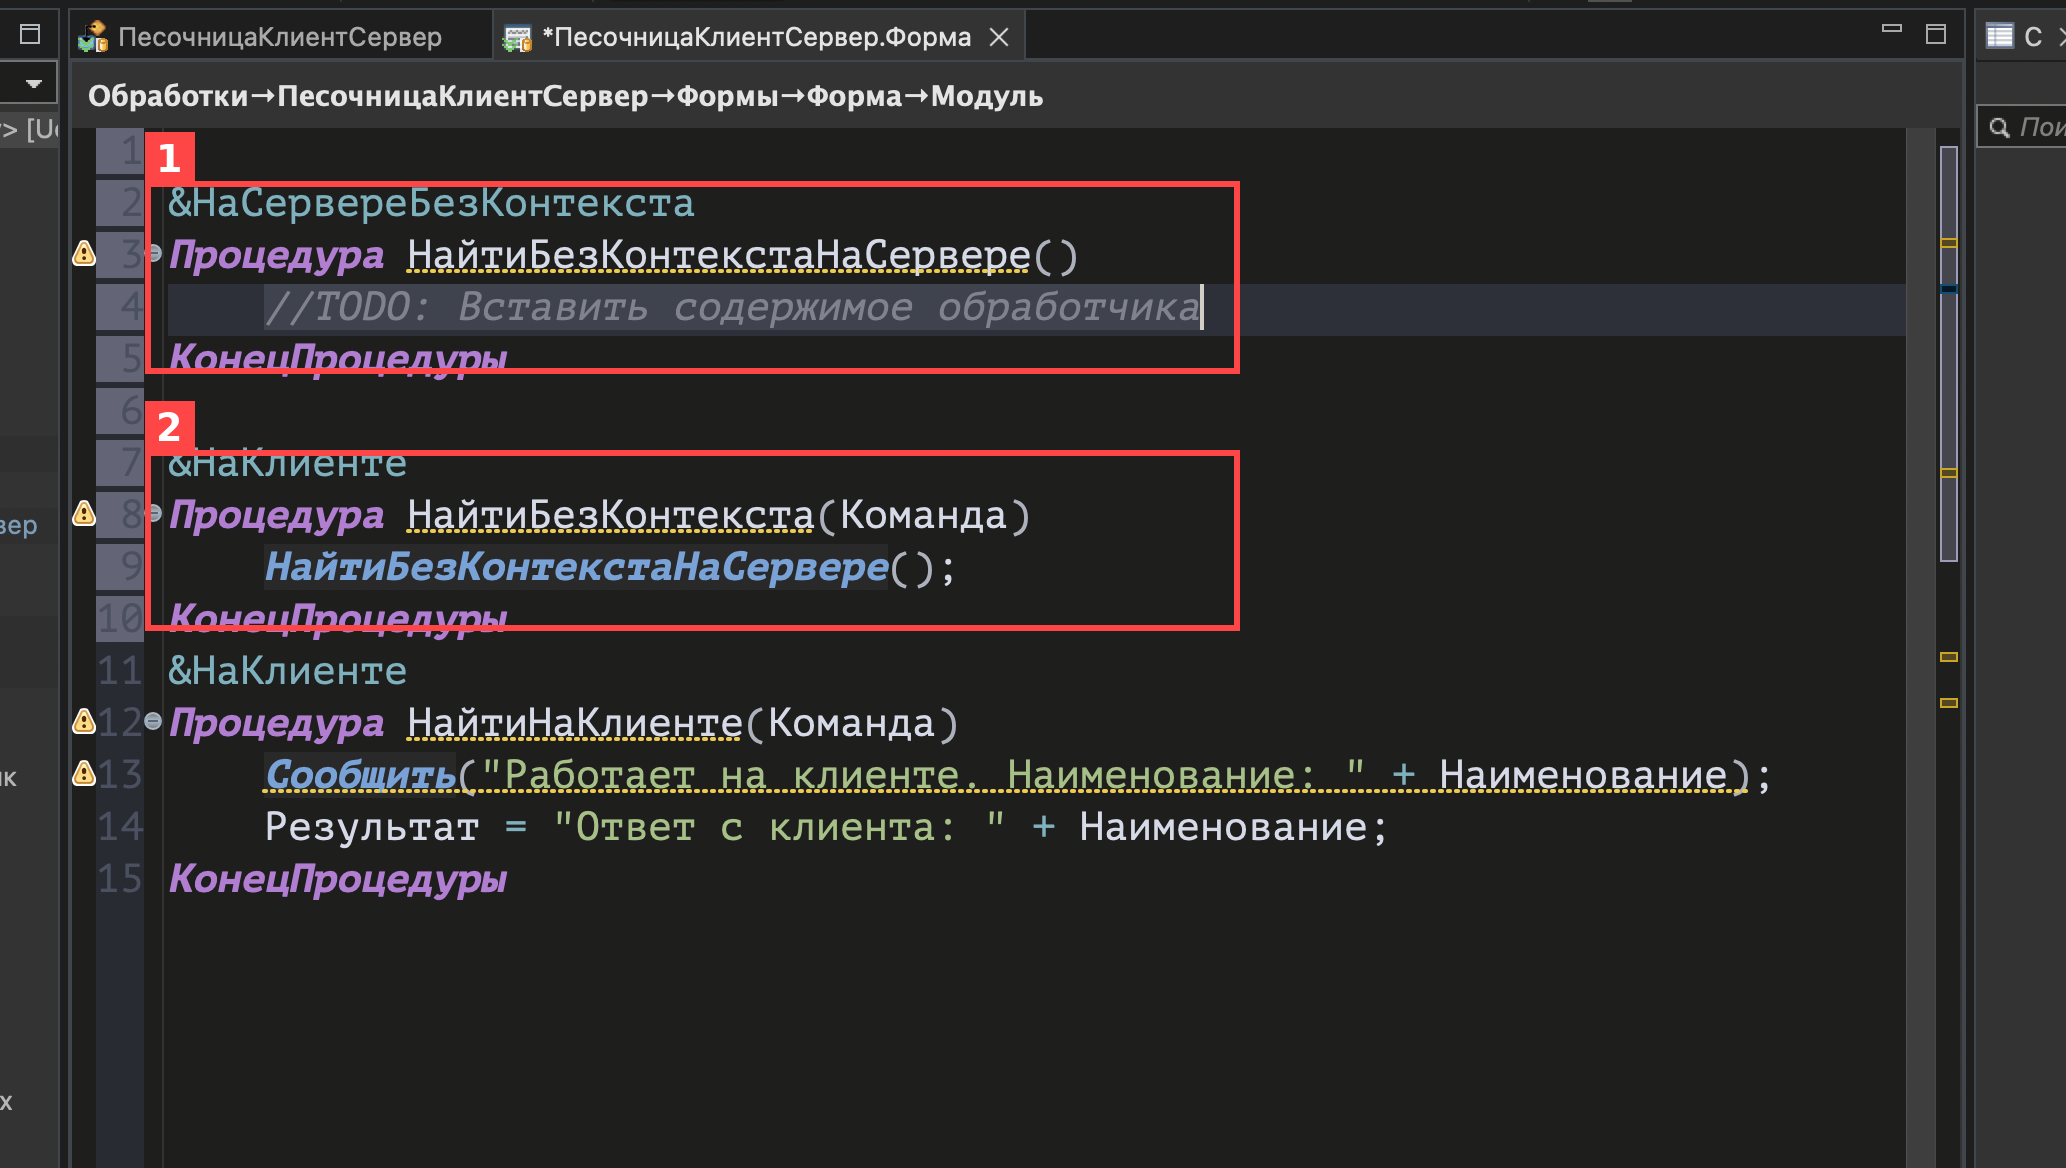 ПесочницаКлиентСервер
*ПесочницаКлиентСервер.Форма
С
Обработки→ПесочницаКлиентСервер→Формы→Форма→Модуль
1
1
2 &НаСервереБезКонтекста
3 Процедура НайтиБезКонтекстаНаСервере()
4 //TODO: Вставить содержимое обработчика
5 КонецПроцедуры
6
2
7 &НаКлиенте
8 Процедура НайтиБезКонтекста(Команда)
9 НайтиБезКонтекстаНаСервере();
10 КонецПроцедуры
11 &НаКлиенте
12 Процедура НайтиНаКлиенте(Команда)
13 Сообщить("Работает на клиенте. Наименование: " + Наименование);
14 Результат = "Ответ с клиента: " + Наименование;
15 КонецПроцедуры